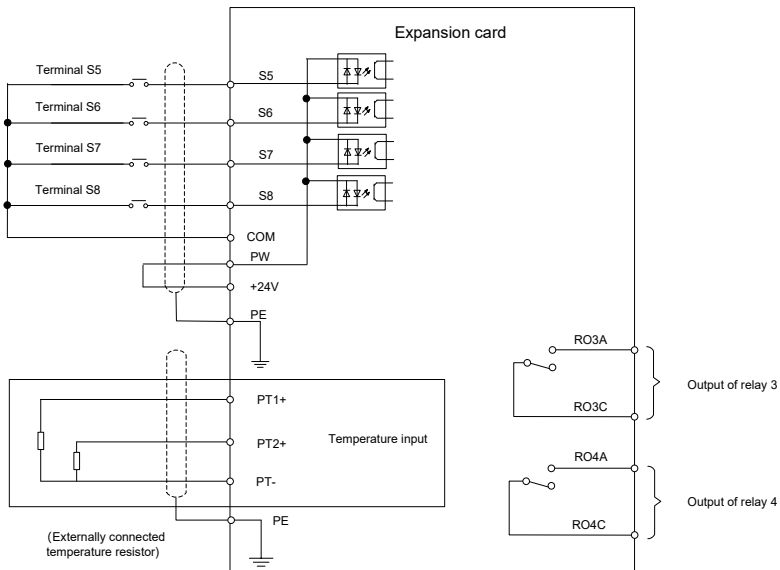 Expansion card
Terminal S5
S5
Terminal S6
S6
Terminal S7
S7
Terminal S8
S8
COM
PW
+24V
PE
RO3A
Output of relay 3
RO3C
PT1+
PT2+
Temperature input
PT-
RO4A
Output of relay 4
RO4C
PE
(Externally connected
temperature resistor)